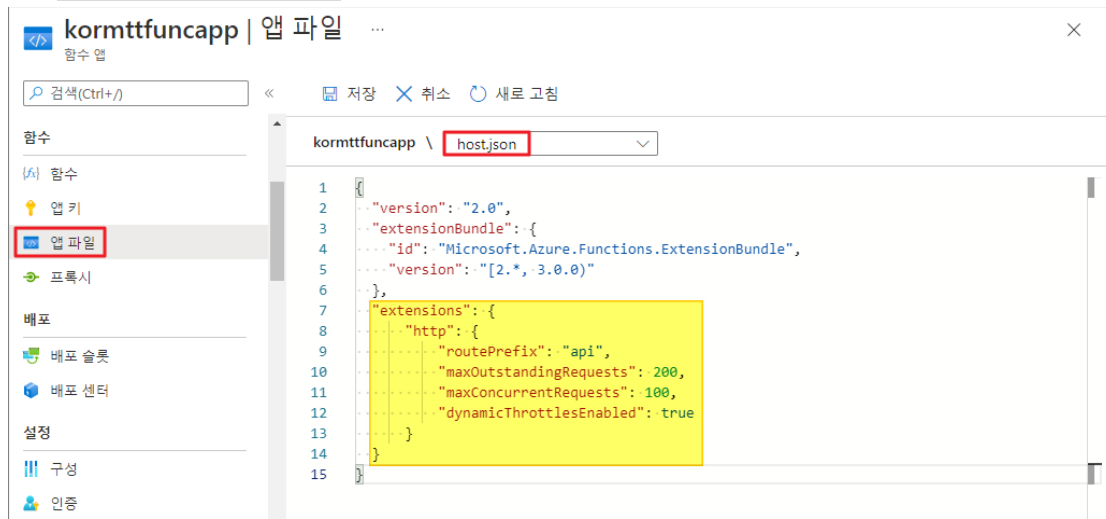 kormttfuncapp | 앱 파일 ...
함수 앱
검색(Ctrl+/)
«
저장 취소 새로 고침
함수
함수
앱 키
앱 파일
프록시
배포
배포 슬롯
배포 센터
설정
구성
인증
kormttfuncapp \ host.json
1 {
2 "version": "2.0",
3 "extensionBundle": {
4 "id": "Microsoft.Azure.Functions.ExtensionBundle",
5 "version": "[2.*, 3.0.0)"
6 },
7 "extensions": {
8 "http": {
9 "routePrefix": "api",
10 "maxOutstandingRequests": 200,
11 "maxConcurrentRequests": 100,
12 "dynamicThrottlesEnabled": true
13 }
14 }
15 }